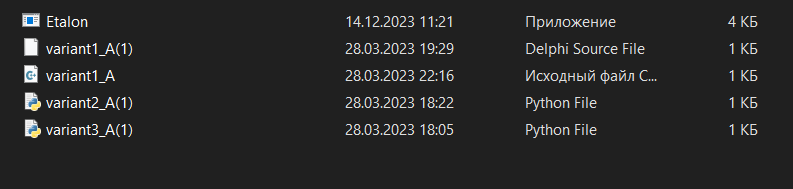 Etalon 14.12.2023 11:21 Приложение 4 КБ
variant1_A(1) 28.03.2023 19:29 Delphi Source File 1 КБ
variant1_A 28.03.2023 22:16 Исходный файл C... 1 КБ
variant2_A(1) 28.03.2023 18:22 Python File 1 КБ
variant3_A(1) 28.03.2023 18:05 Python File 1 КБ